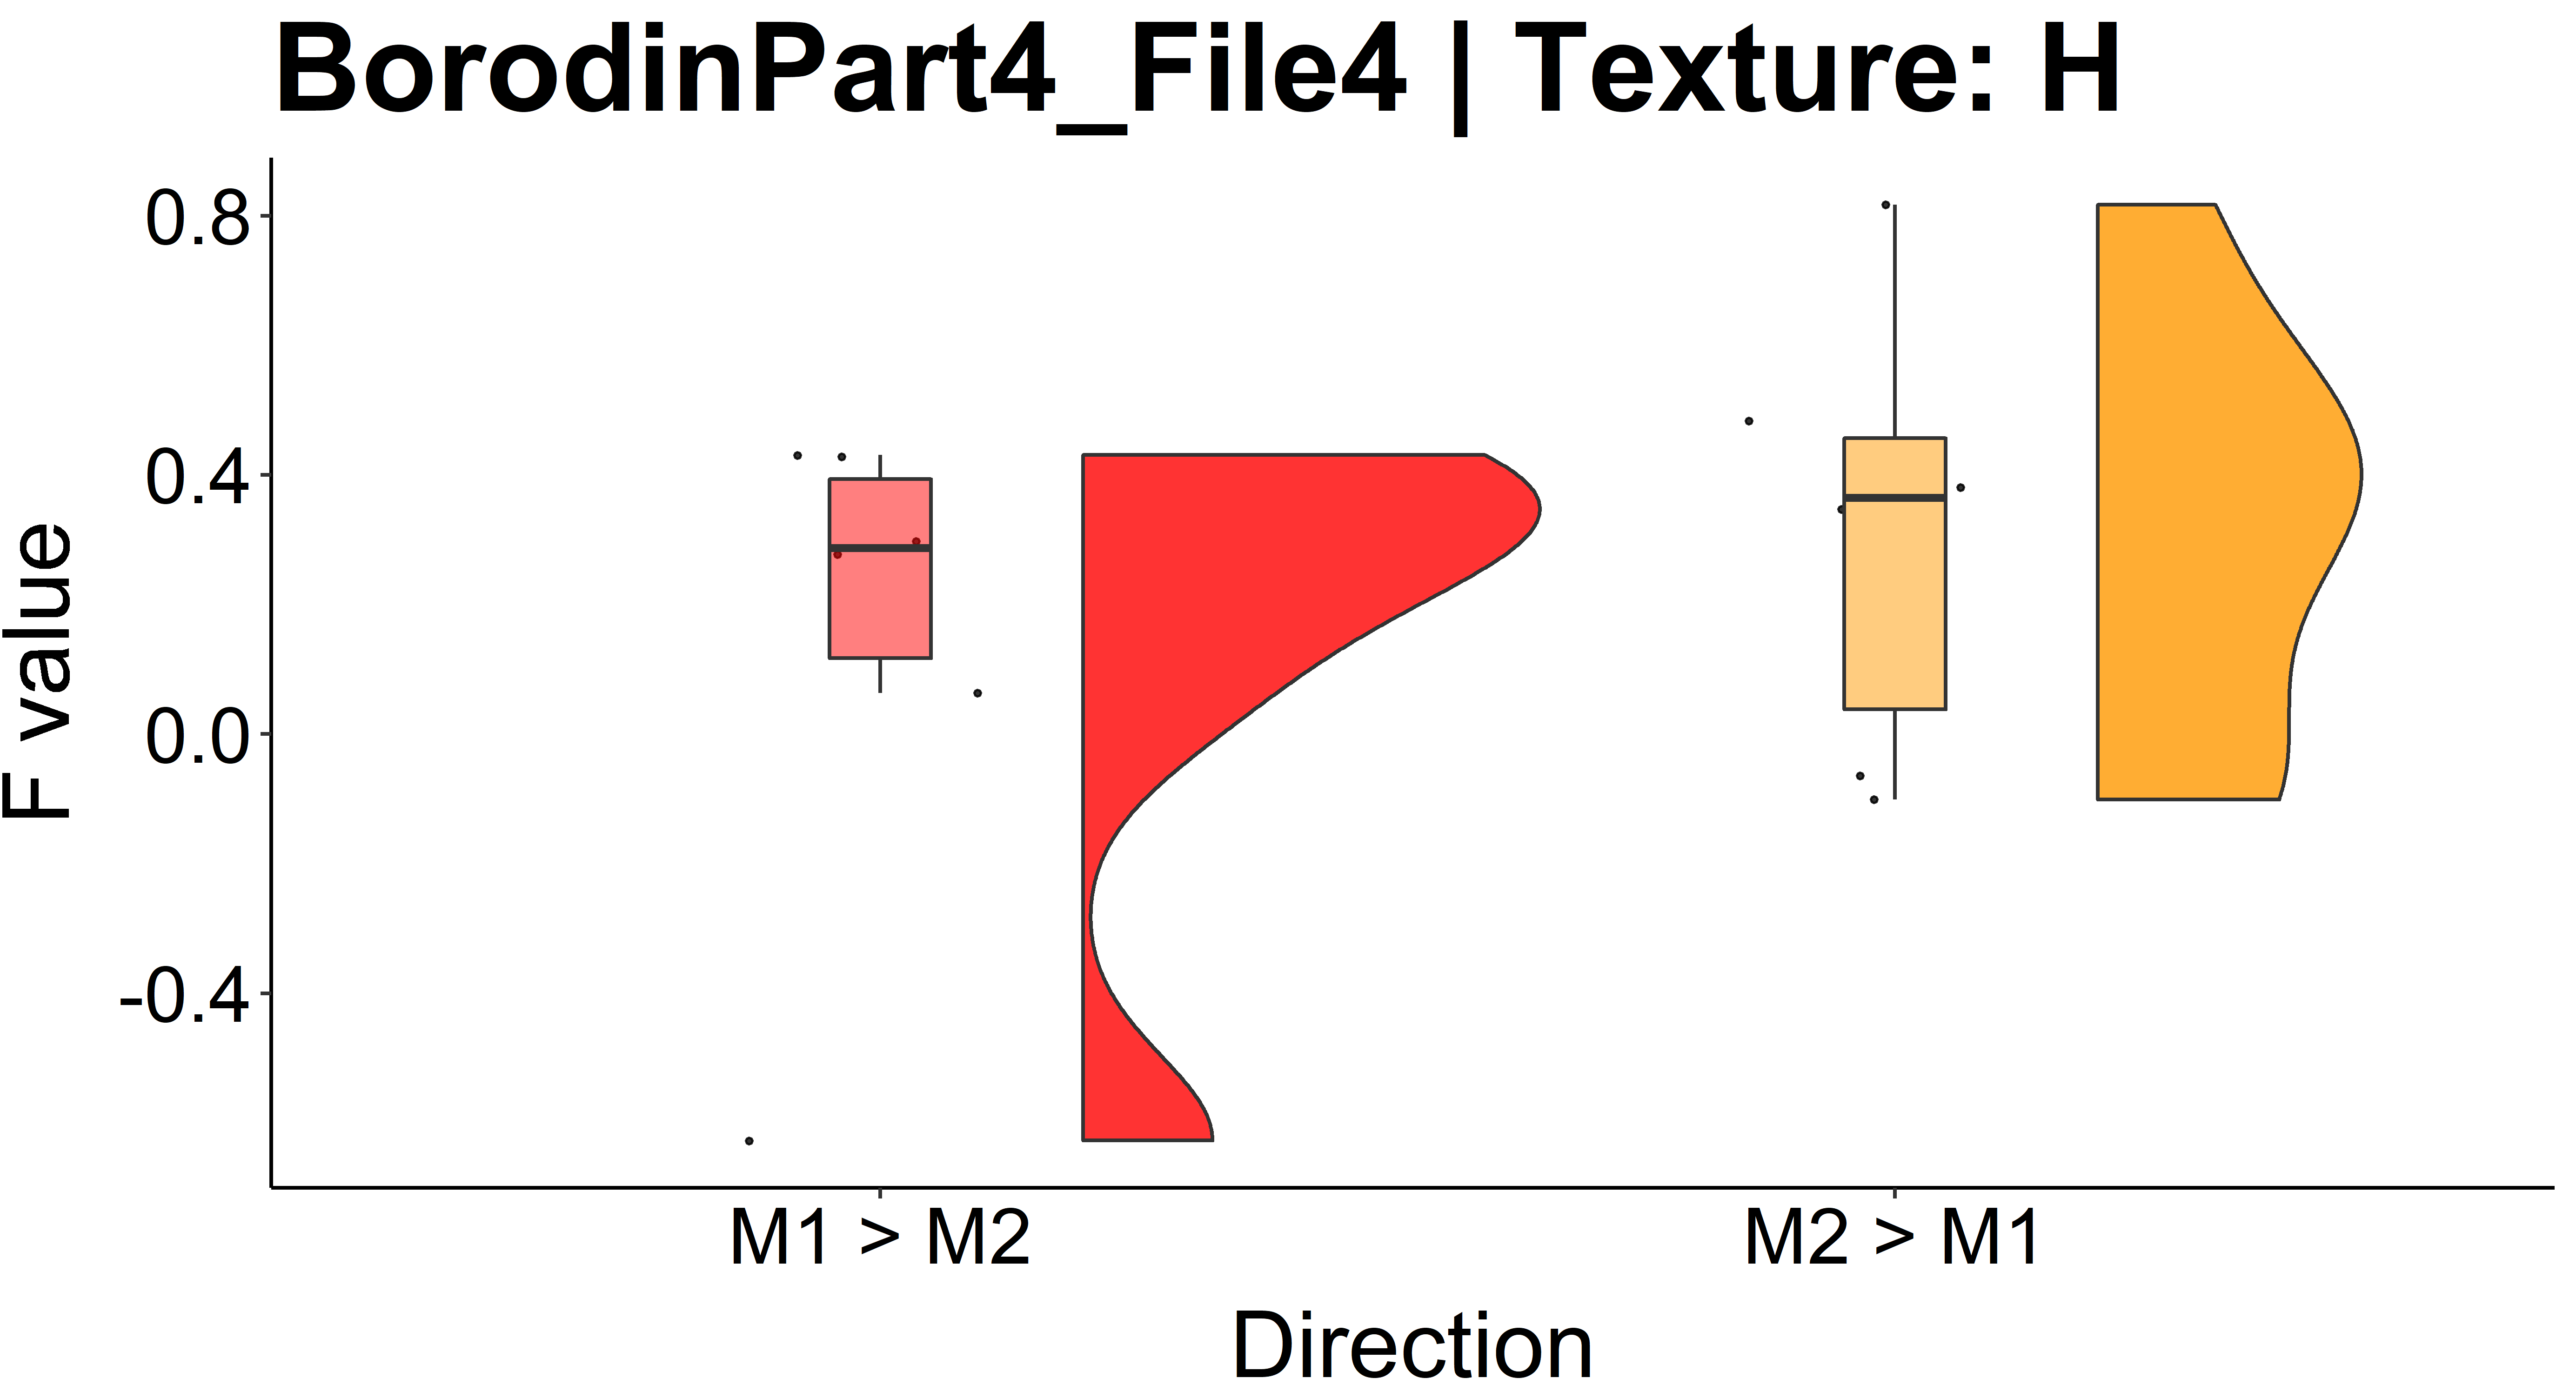 BorodinPart4_File4 | Texture: H
F value
0.8
0.4
0.0
-0.4
M1 > M2
M2 > M1
Direction